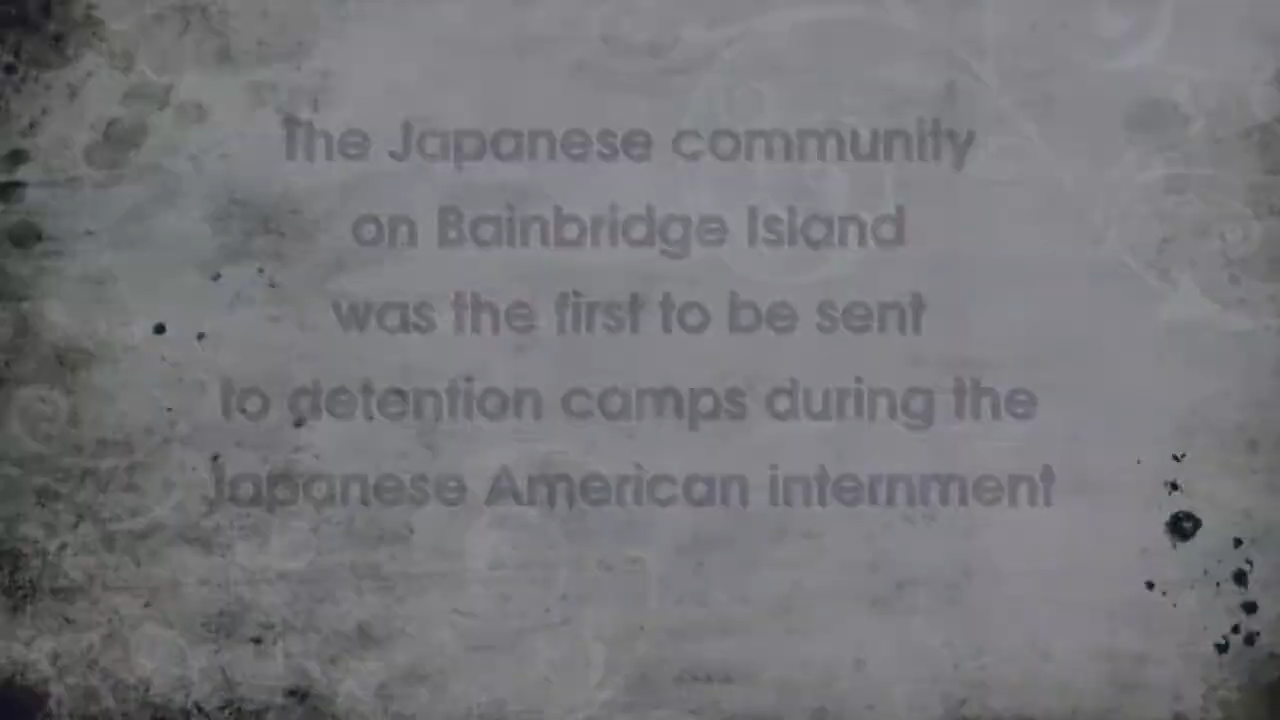 The Japanese community
on Bainbridge Island
was the first to be sent
to detention camps during the
Japanese American internment